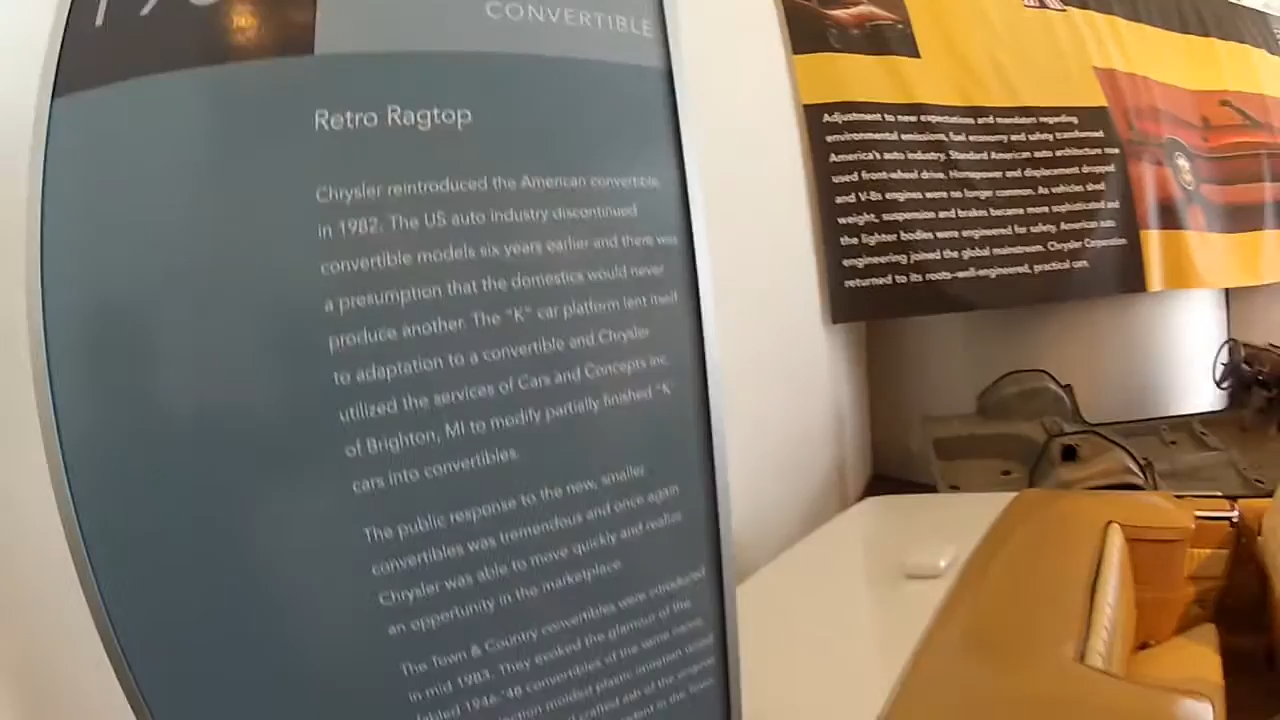 CONVERTIBLE
Retro Ragtop
Chrysler reintroduced the American convertible
in 1982. The US auto industry discontinued
convertible models six years earlier and there was
a presumption that the domestics would never
produce another. The "K" car platform lent itself
to adaptation to a convertible and Chrysler
utilized the services of Cars and Concepts Inc.
of Brighton, MI to modify partially finished "K"
cars into convertibles.
The public response to the new, smaller
convertibles was tremendous and once again
Chrysler was able to move quickly and realize
an opportunity in the marketplace.
The Town & Country convertibles were introduced
in mid 1983. They evoked the glamour of the
fabled 1946-'48 convertibles of the same name
molded plastic imitation
crafted ash of the original
Adjustment to new expectations and mandates regarding
environmental emissions, fuel economy and safety transformed
America's auto industry. Standard American auto architecture now
used front-wheel drive. Horsepower and displacement dropped
and V-8s engines were no longer common. As vehicles shed
weight, suspension and brakes became more sophisticated and
the lighter bodies were engineered for safety. American auto
engineering joined the global mainstream. Chrysler Corporation
returned to its roots—well-engineered, practical cars.